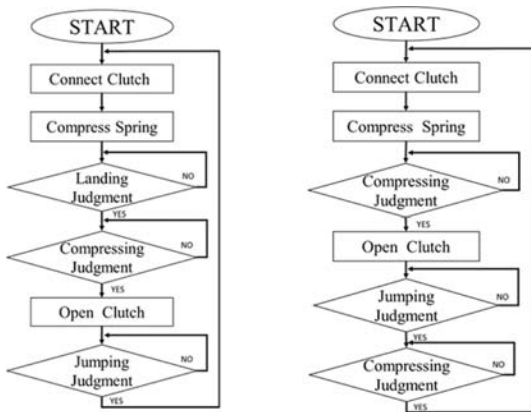 START
Connect Clutch
Compress Spring
Landing
Judgment
NO
YES
Compressing
Judgment
NO
YES
Open Clutch
Jumping
Judgment
NO
YES
START
Connect Clutch
Compress Spring
Compressing
Judgment
NO
YES
Open Clutch
Jumping
Judgment
NO
YES
Compressing
Judgment
NO
YES